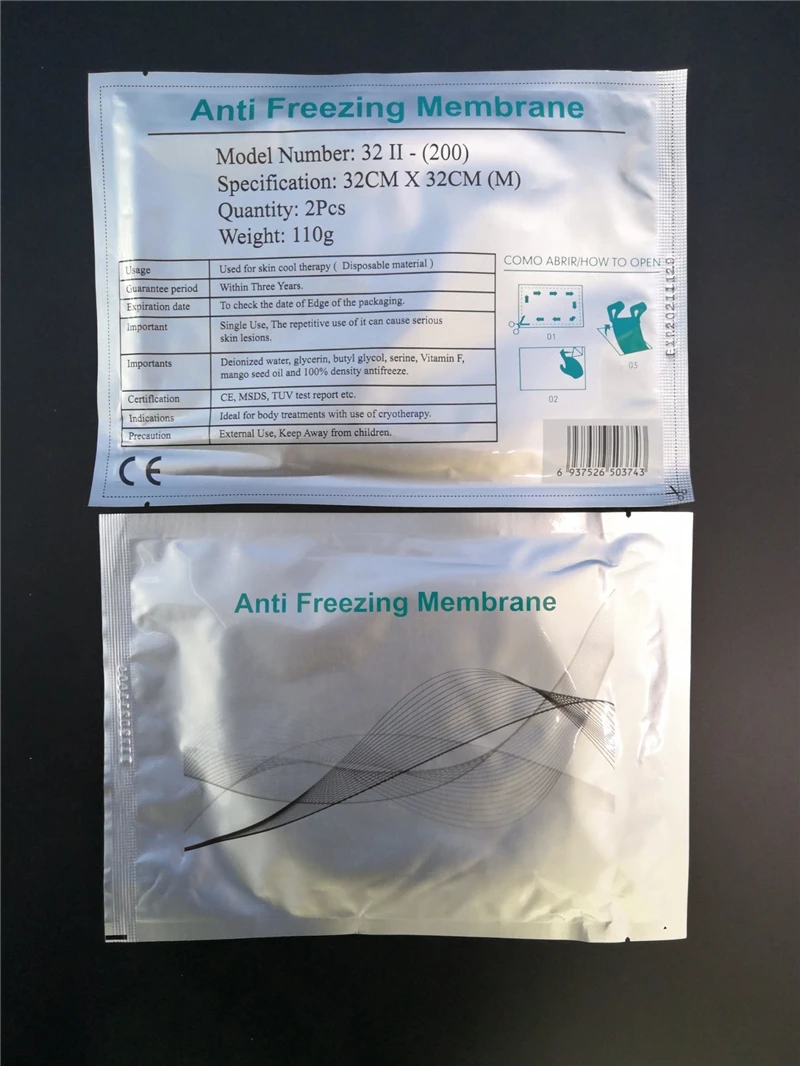 Anti Freezing Membrane
Model Number: 32 II - (200)
Specification: 32CM X 32CM (M)
Quantity: 2Pcs
Weight: 110g
Usage Used for skin cool therapy ( Disposable material )
Guarantee period Within Three Years.
Expiration date To check the date of Edge of the packaging.
Important Single Use, The repetitive use of it can cause serious
skin lesions.
Importants Deionized water, glycerin, butyl glycol, serine, Vitamin F,
mango seed oil and 100% density antifreeze.
Certification CE, MSDS, TUV test report etc.
Indications Ideal for body treatments with use of cryotherapy.
Precaution External Use, Keep Away from children.
CE
COMO ABRIR/HOW TO OPEN
01
02
03
6 937526 503743
Anti Freezing Membrane